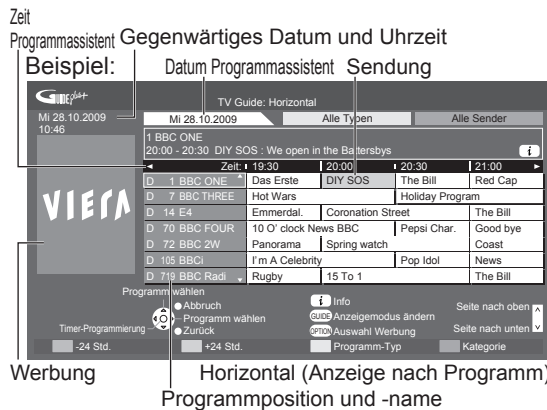 Zeit
Programmassistent Gegenwärtiges Datum und Uhrzeit
Beispiel: Datum Programmassistent Sendung
GUIDE plus+
TV Guide: Horizontal
Mi 28.10.2009
10:46
Mi 28.10.2009 Alle Typen Alle Sender
1 BBC ONE
20:00 - 20:30 DIY SOS : We open in the Battersbys i
Zeit: 19:30 20:00 20:30 21:00
D 1 BBC ONE Das Erste DIY SOS The Bill Red Cap
D 7 BBC THREE Hot Wars Holiday Program
D 14 E4 Emmerdal. Coronation Street The Bill
D 70 BBC FOUR 10 O' clock News BBC Pepsi Char. Good bye
D 72 BBC 2W Panorama Spring watch Coast
D 105 BBCi I' m A Celebrity Pop Idol News
D 719 BBC Radi Rugby 15 To 1 The Bill
VIERA
Programm wählen
Abbruch
Programm wählen
Zurück
Timer-Programmierung
i Info
GUIDE Anzeigemodus ändern
OPTION Auswahl Werbung
Seite nach oben
Seite nach unten
-24 Std. +24 Std. Programm-Typ Kategorie
Werbung Horizontal (Anzeige nach Programm)
Programmposition und -name